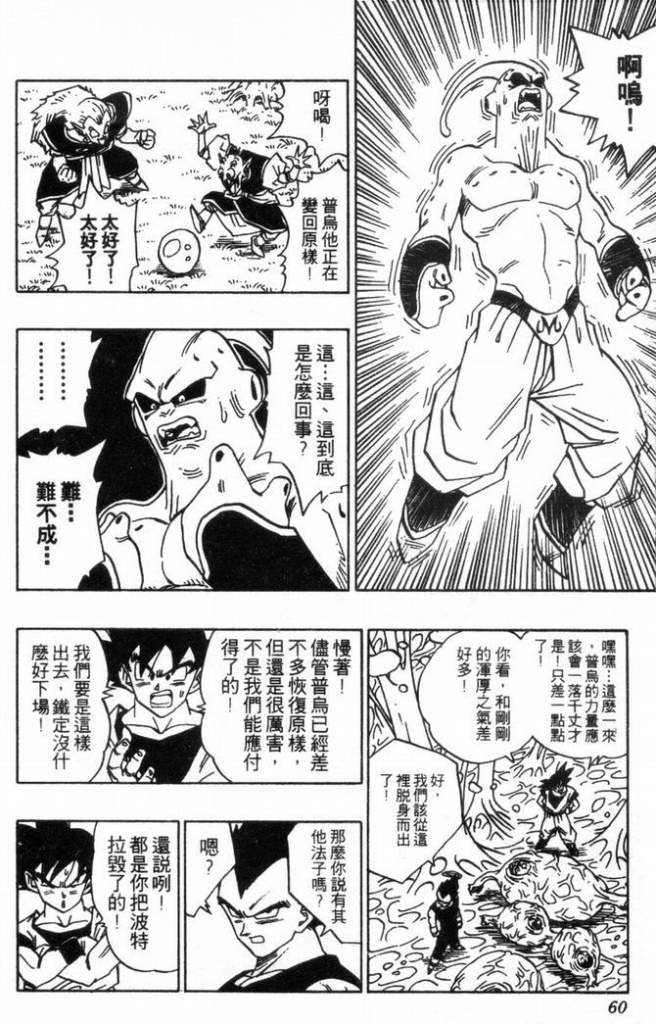 啊嗚！
呀喝！
普烏他正在
變回原樣！
太好了！
太好了！
這…這、這到底
是怎麼回事？
…………
…………
難…
難不成…
嘿嘿…這麼一來
，普烏的力量應
該會一落千丈才
是！只差一點點
了！
你看，和剛剛
的渾厚之氣差
好多！
好，
我們該從這
裡脫身而出
了！
慢著！
儘管普烏已經差
不多恢復原樣，
但還是很厲害，
不是我們能應付
得了的！
我們要是這樣
出去，鐵定沒什
麼好下場！
那麼你說有其
他法子嗎？
嗯？
還說咧！
都是你把波特
拉毀了的！
60